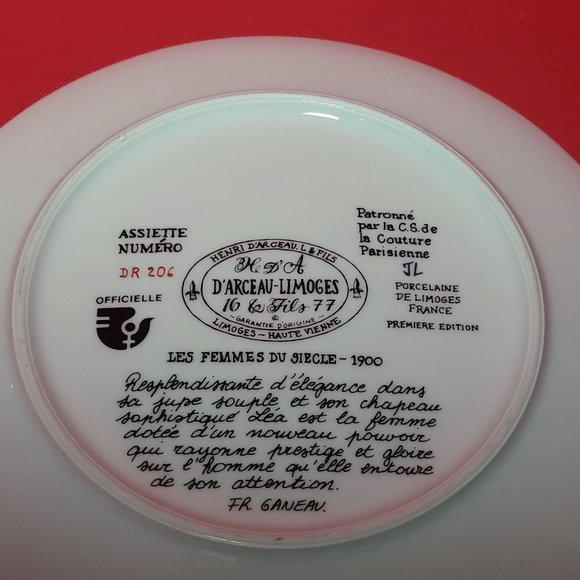 ASSIETTE
NUMÉRO
DR 206
OFFICIELLE
HENRI D'ARCEAU. L & FILS
H D'A
D'ARCEAU-LIMOGES
16 & Fils 77
©
~GARANTIE D'ORIGINE~
LIMOGES - HAUTE VIENNE
Patronné
par la C.S. de
la Couture
Parisienne
JL
PORCELAINE
DE LIMOGES
FRANCE
PREMIERE EDITION
LES FEMMES DU SIECLE ~ 1900
Resplendissante d'élégance dans
sa jupe souple et son chapeau
sophistiqué Léa est la femme
dotée d'un nouveau pouvoir
qui rayonne prestige et gloire
sur l'homme qu'elle entoure
de son attention.
FR. GANEAU.